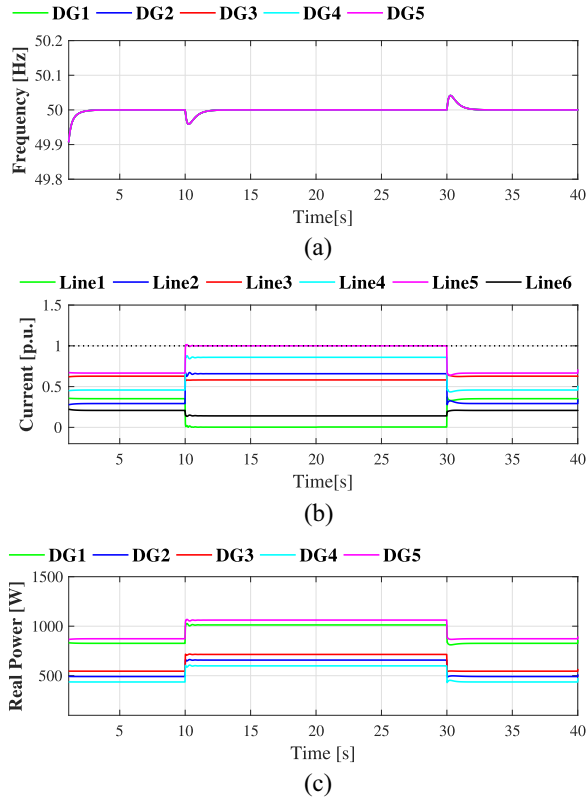 DG1 DG2 DG3 DG4 DG5
50.2
50.1
50
49.9
49.8
Frequency [Hz]
5 10 15 20 25 30 35 40
Time[s]
(a)
Line1 Line2 Line3 Line4 Line5 Line6
1.5
1
0.5
0
Current [p.u.]
5 10 15 20 25 30 35 40
Time[s]
(b)
DG1 DG2 DG3 DG4 DG5
1500
1000
500
Real Power [W]
5 10 15 20 25 30 35 40
Time [s]
(c)